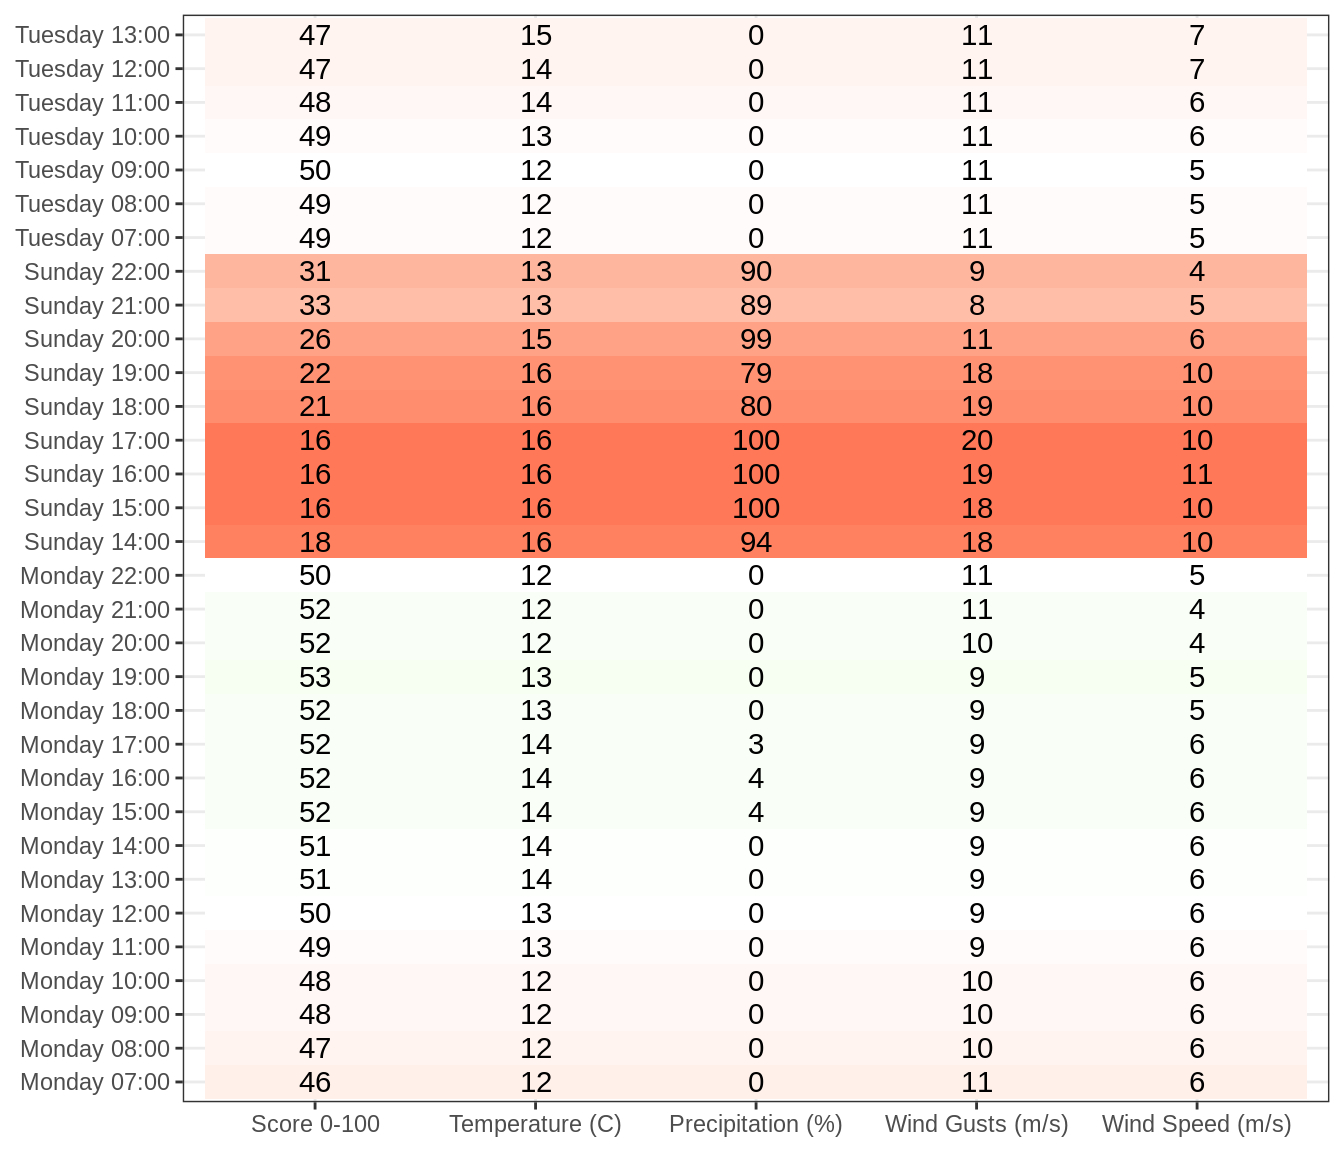 Tuesday 13:00 47 15 0 11 7
Tuesday 12:00 47 14 0 11 7
Tuesday 11:00 48 14 0 11 6
Tuesday 10:00 49 13 0 11 6
Tuesday 09:00 50 12 0 11 5
Tuesday 08:00 49 12 0 11 5
Tuesday 07:00 49 12 0 11 5
Sunday 22:00 31 13 90 9 4
Sunday 21:00 33 13 89 8 5
Sunday 20:00 26 15 99 11 6
Sunday 19:00 22 16 79 18 10
Sunday 18:00 21 16 80 19 10
Sunday 17:00 16 16 100 20 10
Sunday 16:00 16 16 100 19 11
Sunday 15:00 16 16 100 18 10
Sunday 14:00 18 16 94 18 10
Monday 22:00 50 12 0 11 5
Monday 21:00 52 12 0 11 4
Monday 20:00 52 12 0 10 4
Monday 19:00 53 13 0 9 5
Monday 18:00 52 13 0 9 5
Monday 17:00 52 14 3 9 6
Monday 16:00 52 14 4 9 6
Monday 15:00 52 14 4 9 6
Monday 14:00 51 14 0 9 6
Monday 13:00 51 14 0 9 6
Monday 12:00 50 13 0 9 6
Monday 11:00 49 13 0 9 6
Monday 10:00 48 12 0 10 6
Monday 09:00 48 12 0 10 6
Monday 08:00 47 12 0 10 6
Monday 07:00 46 12 0 11 6
Score 0-100 Temperature (C) Precipitation (%) Wind Gusts (m/s) Wind Speed (m/s)